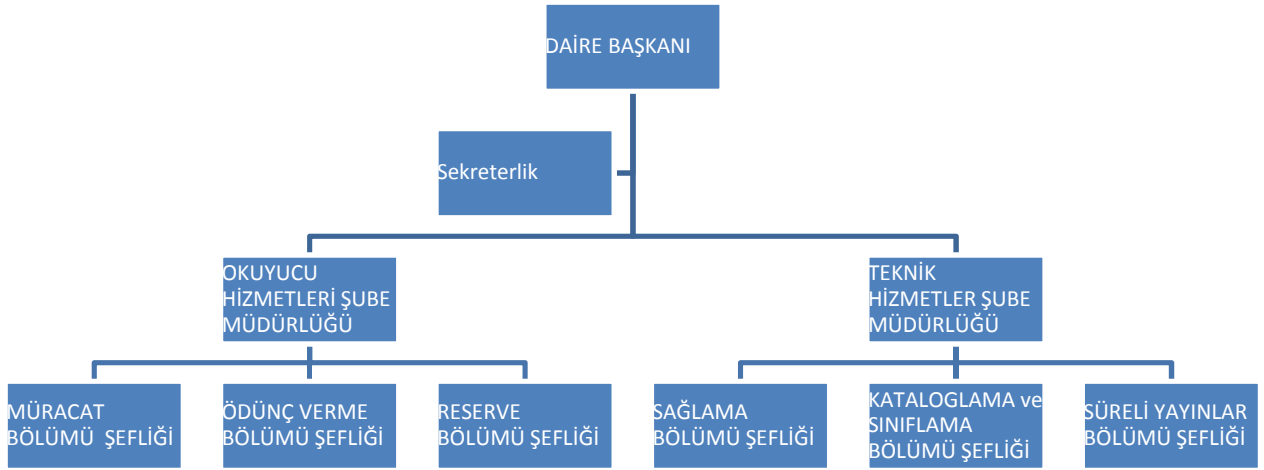 DAİRE BAŞKANI
Sekreterlik
OKUYUCU
HİZMETLERİ ŞUBE
MÜDÜRLÜĞÜ
TEKNİK
HİZMETLER ŞUBE
MÜDÜRLÜĞÜ
MÜRACAT
BÖLÜMÜ  ŞEFLİĞİ
ÖDÜNÇ VERME
BÖLÜMÜ ŞEFLİĞİ
RESERVE
BÖLÜMÜ ŞEFLİĞİ
SAĞLAMA
BÖLÜMÜ ŞEFLİĞİ
KATALOGLAMA ve
SINIFLAMA
BÖLÜMÜ ŞEFLİĞİ
SÜRELİ YAYINLAR
BÖLÜMÜ ŞEFLİĞİ